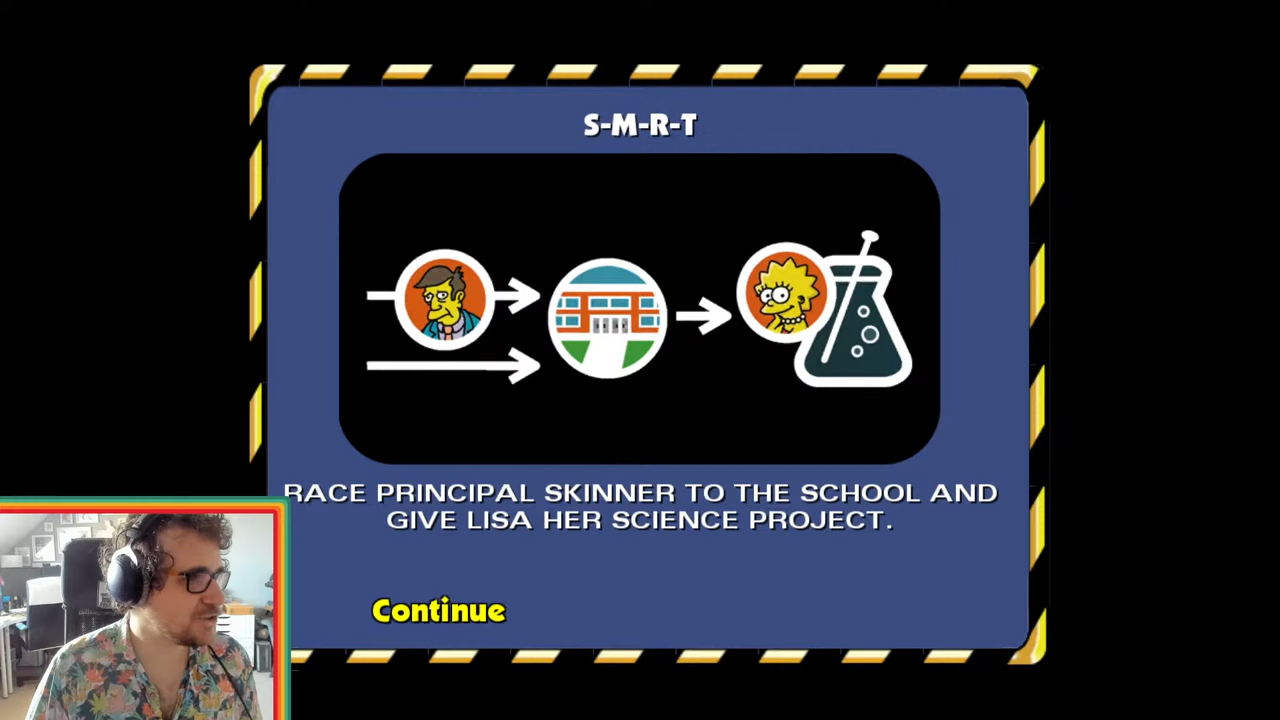 S-M-R-T
RACE PRINCIPAL SKINNER TO THE SCHOOL AND
GIVE LISA HER SCIENCE PROJECT.
Continue